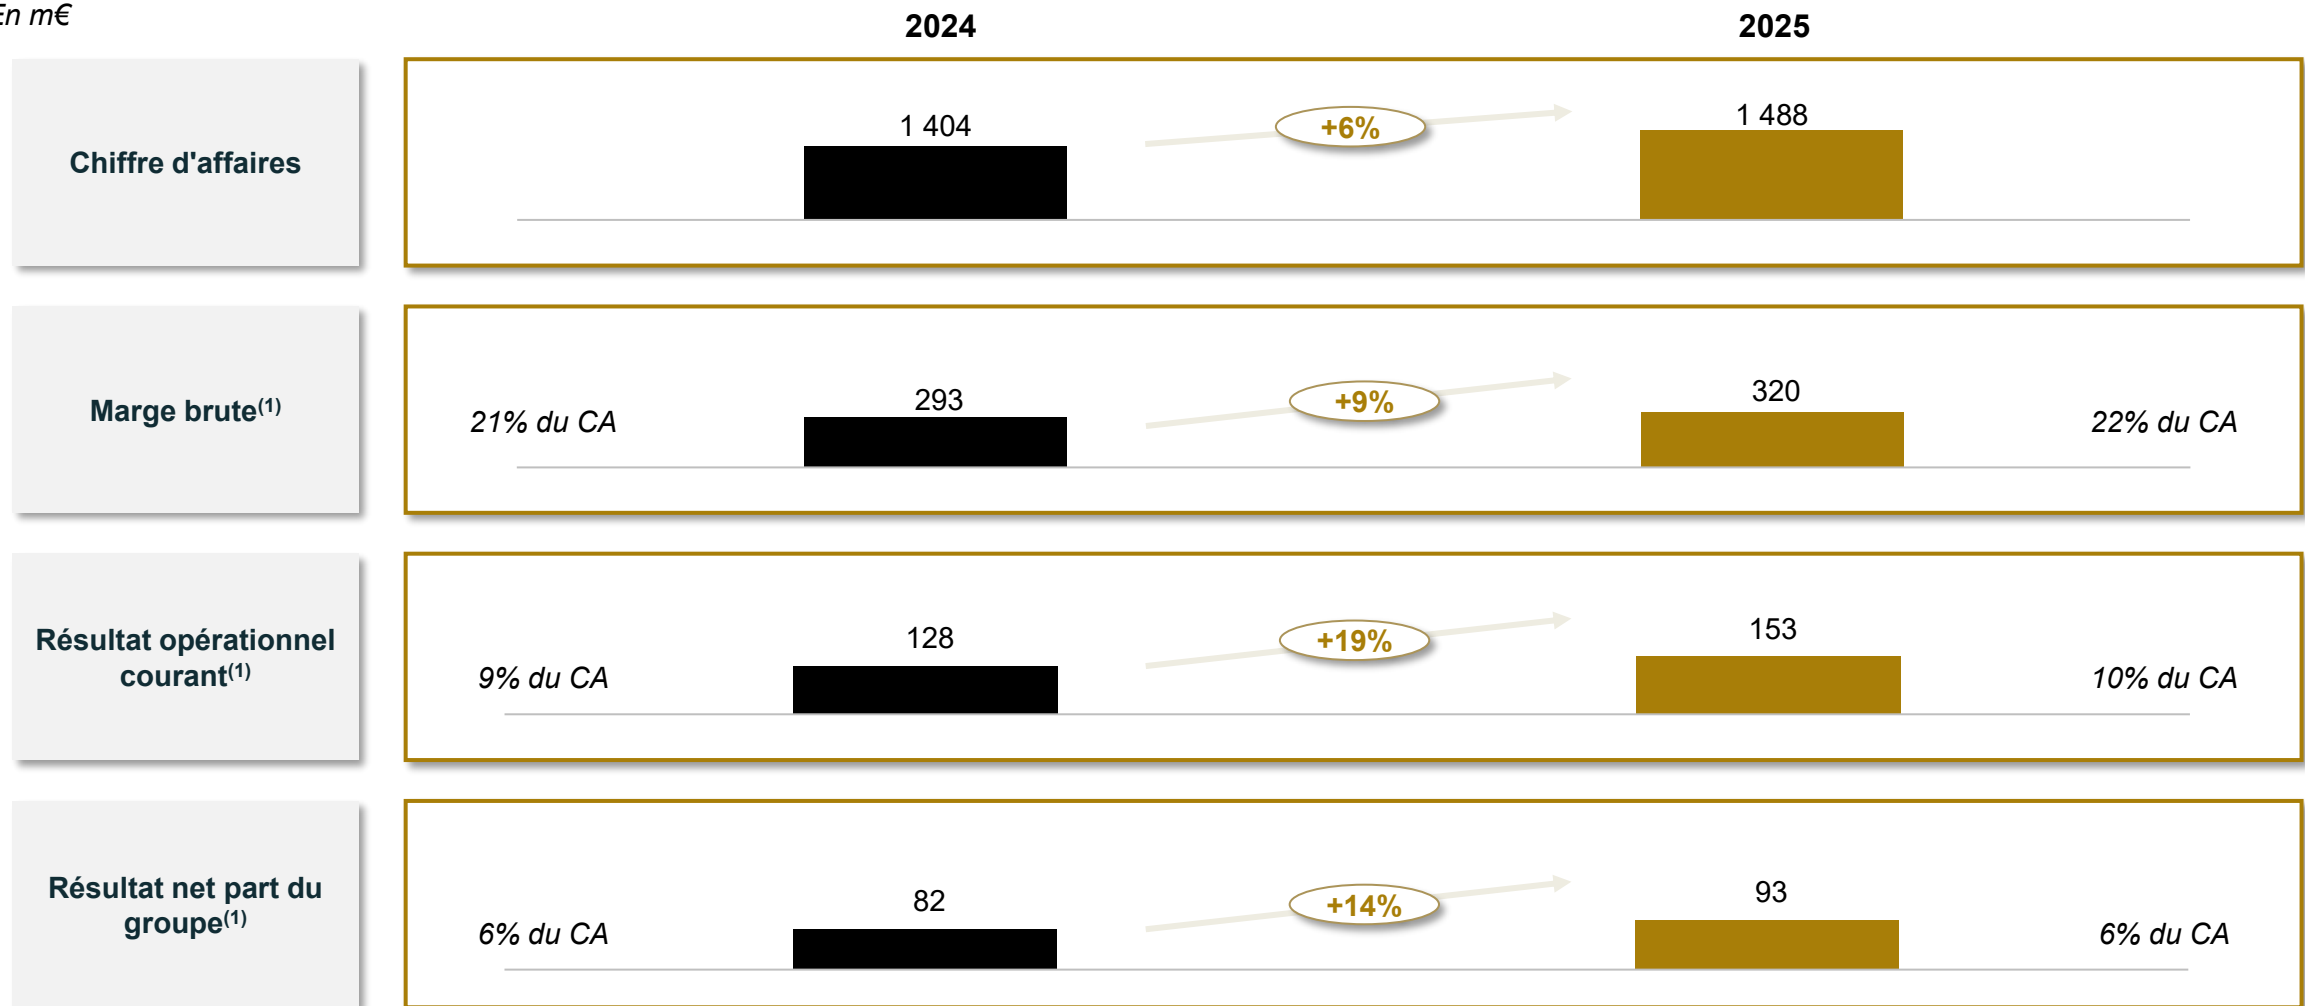 En m€
2024
2025
Chiffre d'affaires
1 404
+6%
1 488
Marge brute(1)
21% du CA
293
+9%
320
22% du CA
Résultat opérationnel
courant(1)
9% du CA
128
+19%
153
10% du CA
Résultat net part du
groupe(1)
6% du CA
82
+14%
93
6% du CA